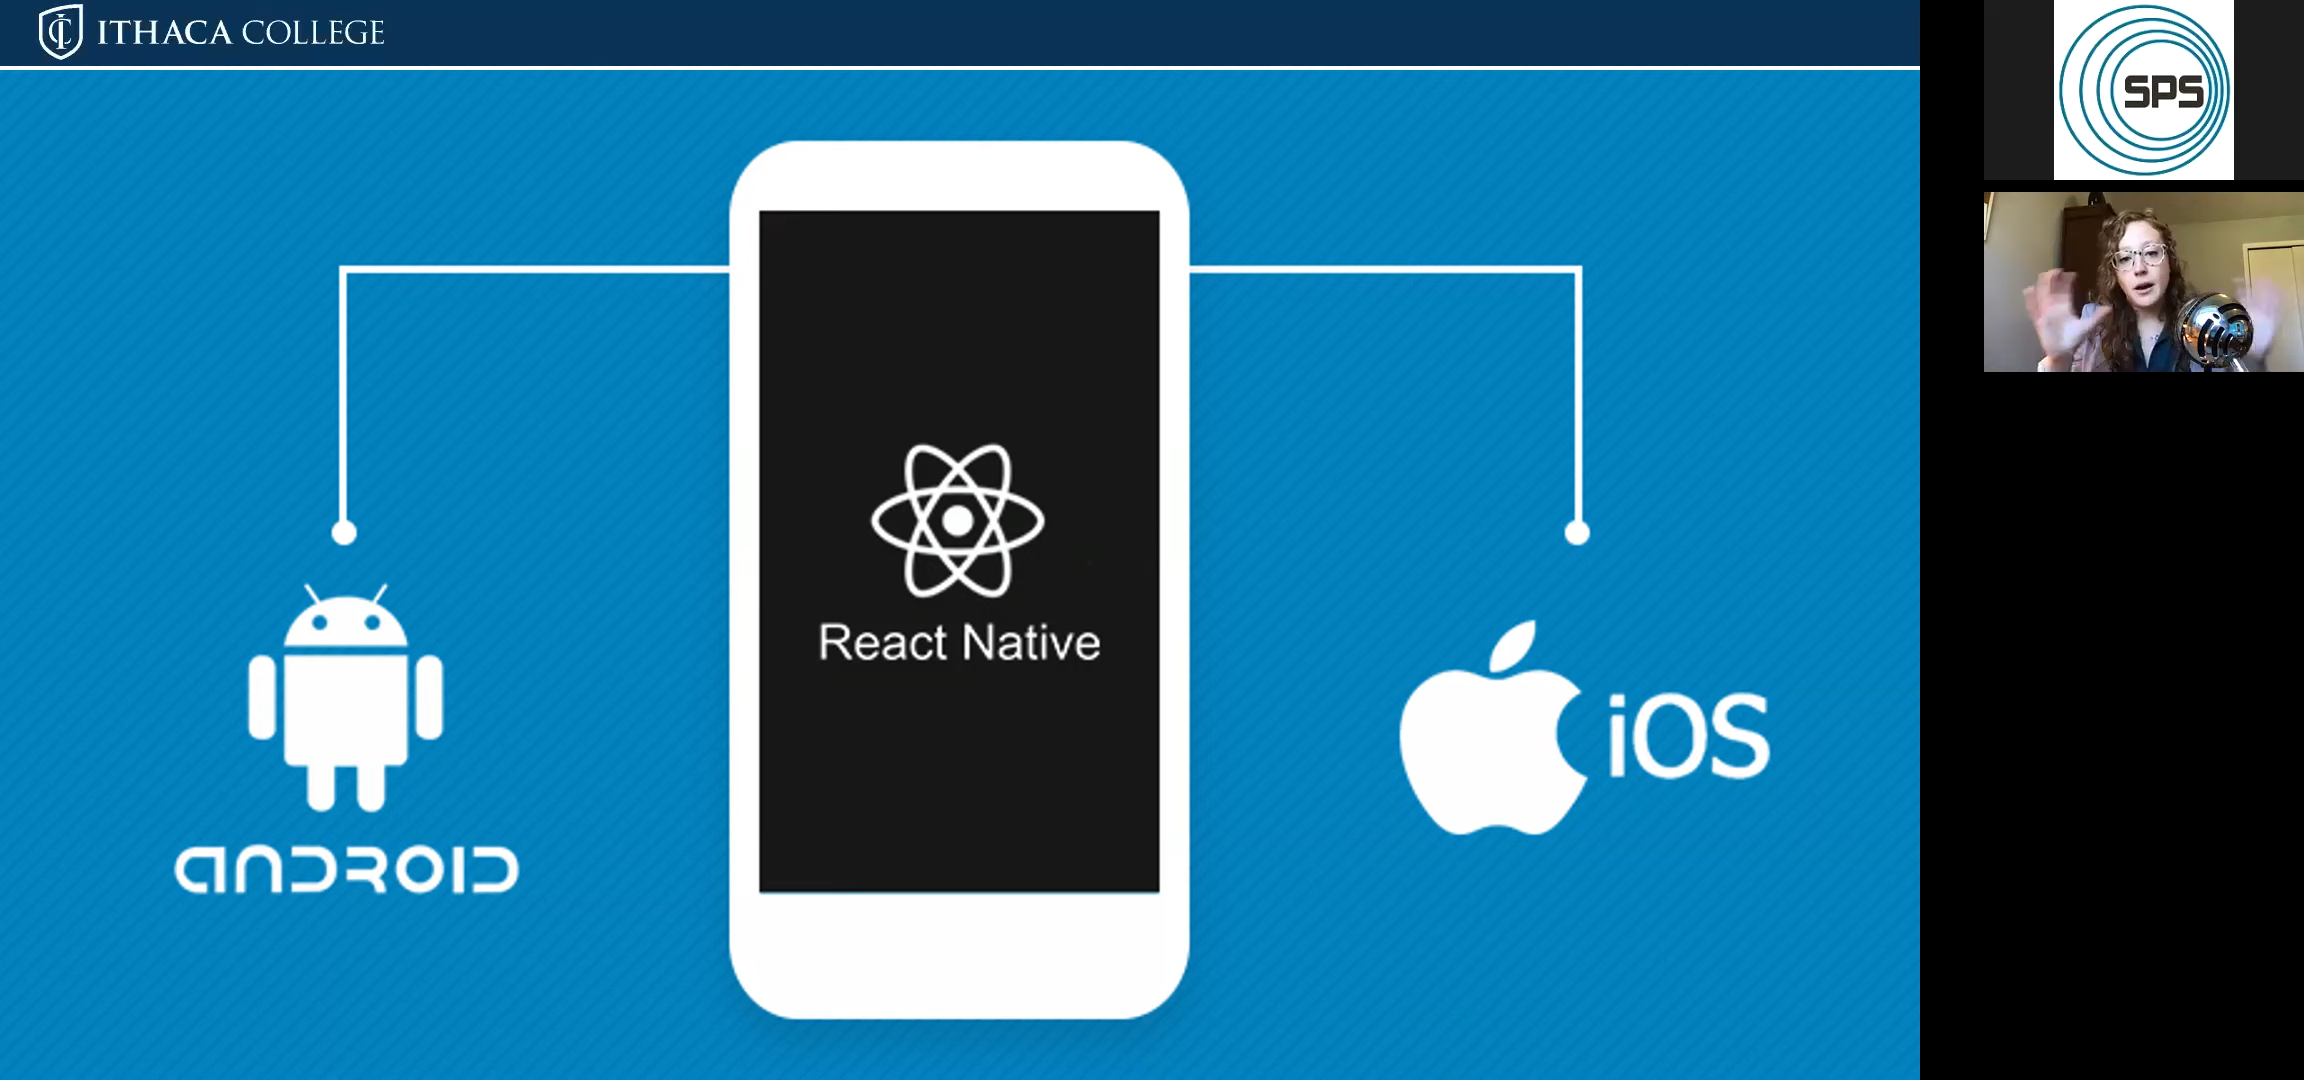 ITHACA COLLEGE
SPS
React Native
iOS
ANDROID